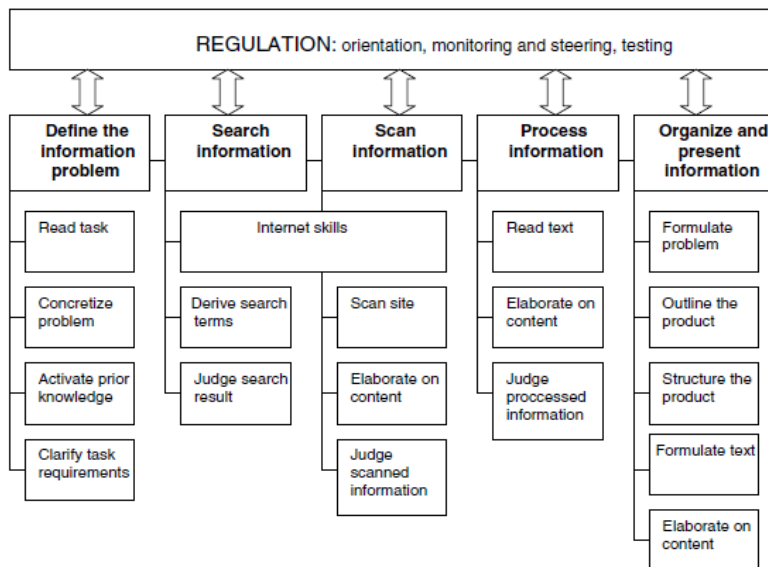 REGULATION: orientation, monitoring and steering, testing
Define the
information
problem
Search
information
Scan
information
Process
information
Organize and
present
information
Internet skills
Read task
Concretize
problem
Activate prior
knowledge
Clarify task
requirements
Derive search
terms
Judge search
result
Scan site
Elaborate on
content
Judge
scanned
information
Read text
Elaborate on
content
Judge
proccessed
information
Formulate
problem
Outline the
product
Structure the
product
Formulate text
Elaborate on
content